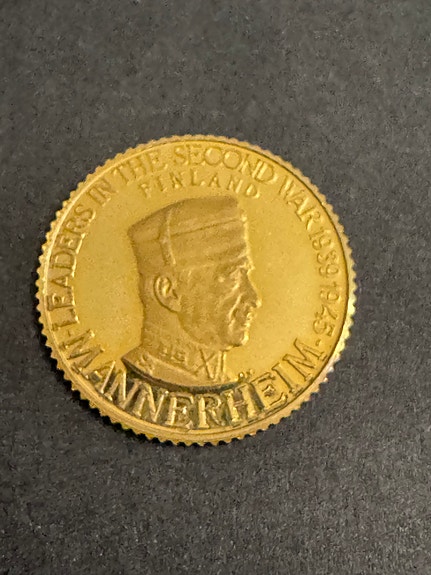 ·LEADERS IN THE SECOND WAR 1939 1945·
FINLAND
MANNERHEIM